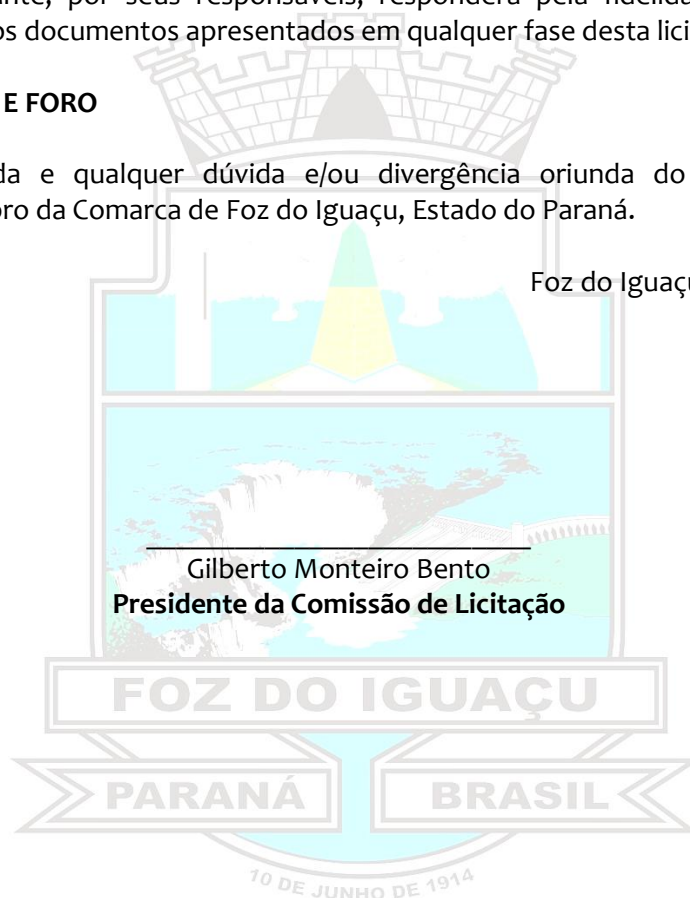 ante, por seus responsáveis, responderá pela fidelida
os documentos apresentados em qualquer fase desta lici
E FORO
da e qualquer dúvida e/ou divergência oriunda do
oro da Comarca de Foz do Iguaçu, Estado do Paraná.
Foz do Iguaçu
Gilberto Monteiro Bento
Presidente da Comissão de Licitação
FOZ DO IGUAÇU
PARANÁ BRASIL
10 DE JUNHO DE 1914